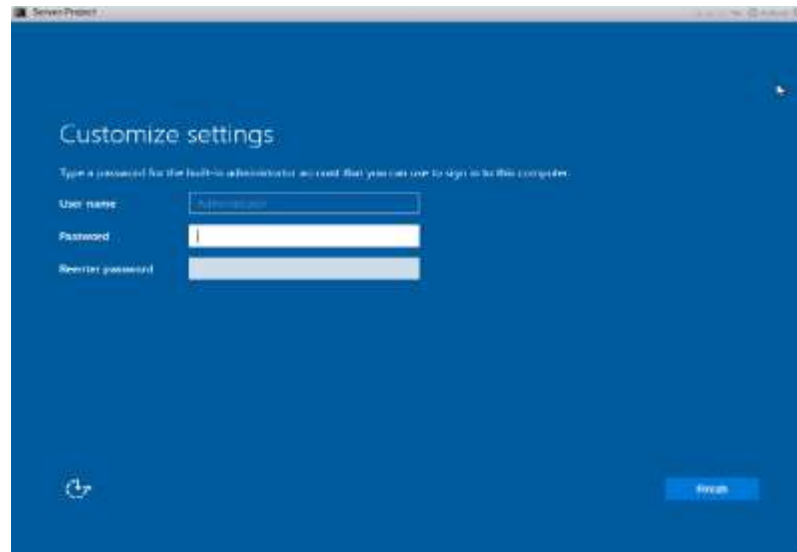 Server Project
Customize settings
Type a password for the built-in administrator account that you can use to sign in to this computer.
User name Administrator
Password
Reenter password
Finish